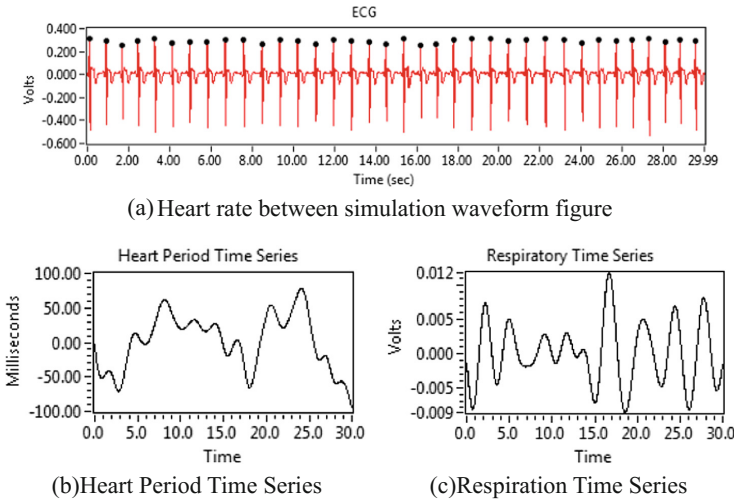 ECG
0.400
0.200
0.000
-0.200
-0.400
-0.600
Volts
0.00 2.00 4.00 6.00 8.00 10.00 12.00 14.00 16.00 18.00 20.00 22.00 24.00 26.00 28.00 29.99
Time (sec)
(a) Heart rate between simulation waveform figure
Heart Period Time Series
100.00
50.00
0.00
-50.00
-100.00
Milliseconds
0.0 5.0 10.0 15.0 20.0 25.0 30.0
Time
(b)Heart Period Time Series
Respiratory Time Series
0.012
0.005
0.000
-0.005
-0.009
Volts
0.0 5.0 10.0 15.0 20.0 25.0 30.0
Time
(c)Respiration Time Series